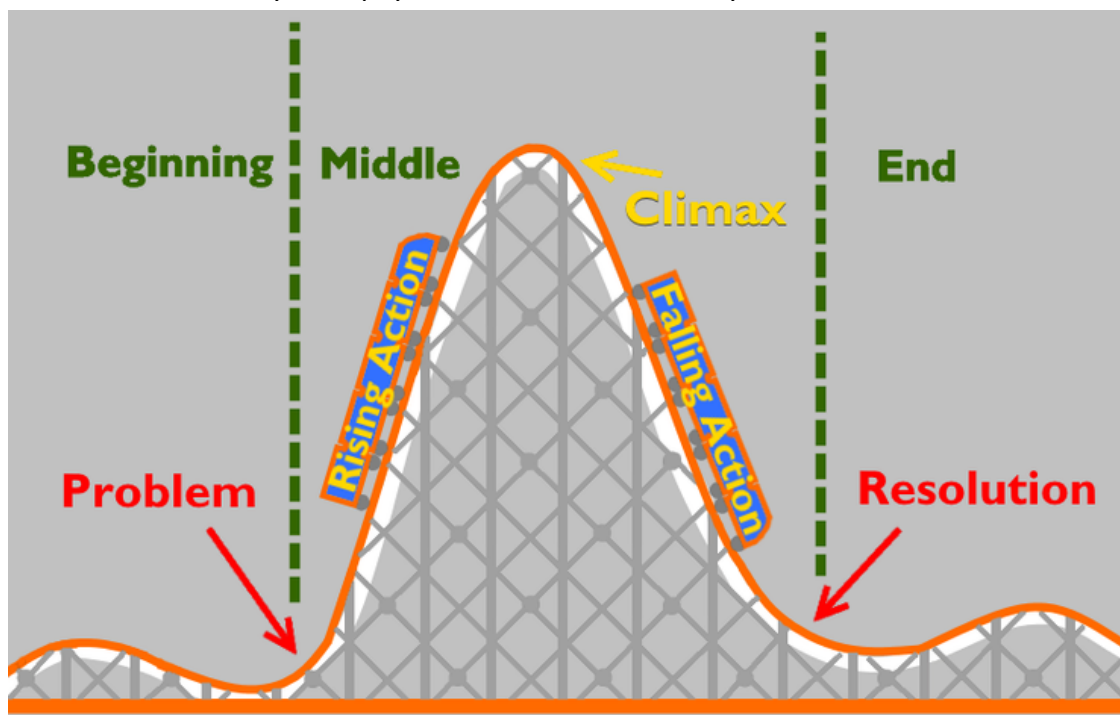 Beginning
Middle
End
Climax
Rising Action
Falling Action
Problem
Resolution